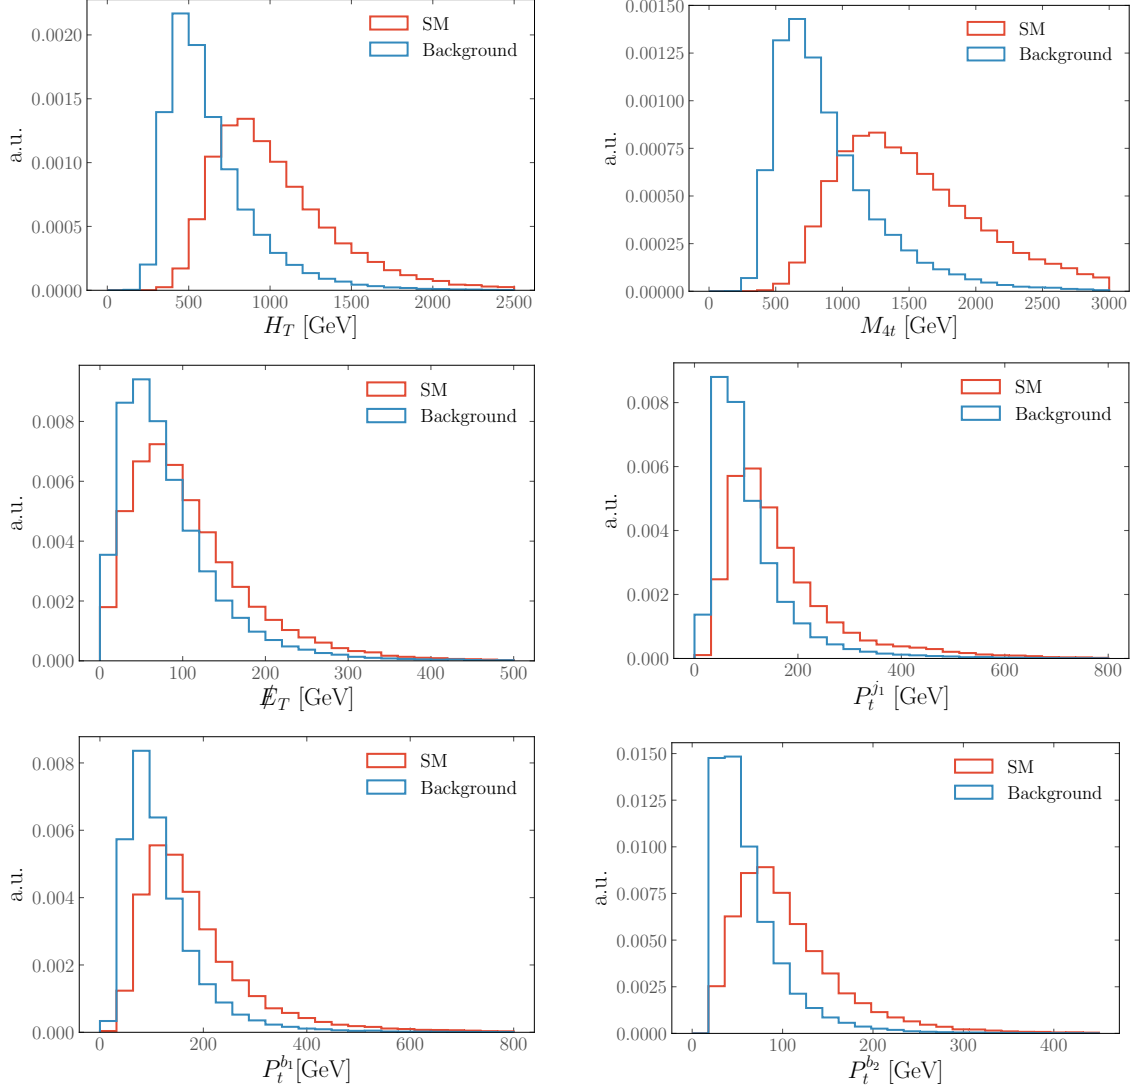 0.0020
0.0015
0.0010
0.0005
0.0000
a.u.
SM
Background
0 500 1000 1500 2000 2500
H_T [GeV]
0.00150
0.00125
0.00100
0.00075
0.00050
0.00025
0.00000
a.u.
SM
Background
0 500 1000 1500 2000 2500 3000
M_{4t} [GeV]
0.008
0.006
0.004
0.002
0.000
a.u.
SM
Background
0 100 200 300 400 500
E̸_T [GeV]
0.008
0.006
0.004
0.002
0.000
a.u.
SM
Background
0 200 400 600 800
P_t^{j_1} [GeV]
0.008
0.006
0.004
0.002
0.000
a.u.
SM
Background
0 200 400 600 800
P_t^{b_1}[GeV]
0.0150
0.0125
0.0100
0.0075
0.0050
0.0025
0.0000
a.u.
SM
Background
0 100 200 300 400
P_t^{b_2} [GeV]